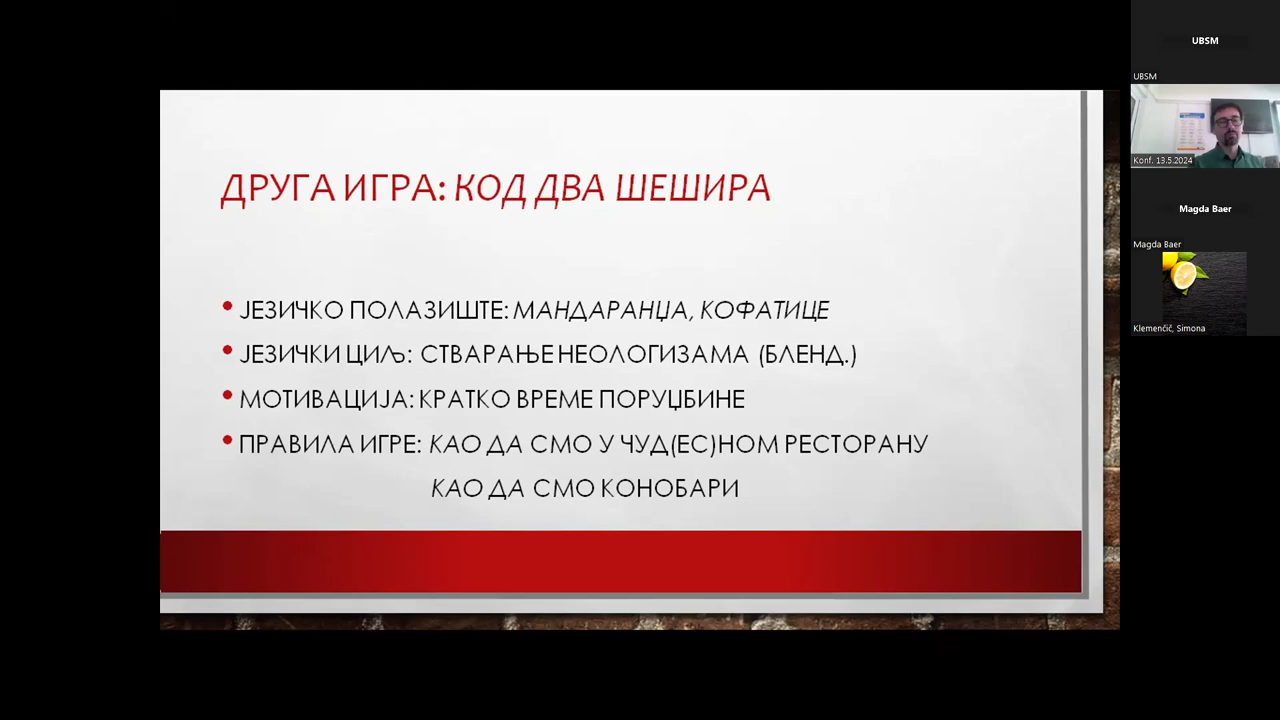 ДРУГА ИГРА: КОД ДВА ШЕШИРА
• ЈЕЗИЧКО ПОЛАЗИШТЕ: МАНДАРАНЏА, КОФАТИЦЕ
• ЈЕЗИЧКИ ЦИЉ: СТВАРАЊЕ НЕОЛОГИЗАМА (БЛЕНД.)
• МОТИВАЦИЈА: КРАТКО ВРЕМЕ ПОРУЏБИНЕ
• ПРАВИЛА ИГРЕ: КАО ДА СМО У ЧУД(ЕС)НОМ РЕСТОРАНУ
КАО ДА СМО КОНОБАРИ
UBSM
UBSM
Konf. 13.5.2024
Magda Baer
Magda Baer
Klemenčič, Simona